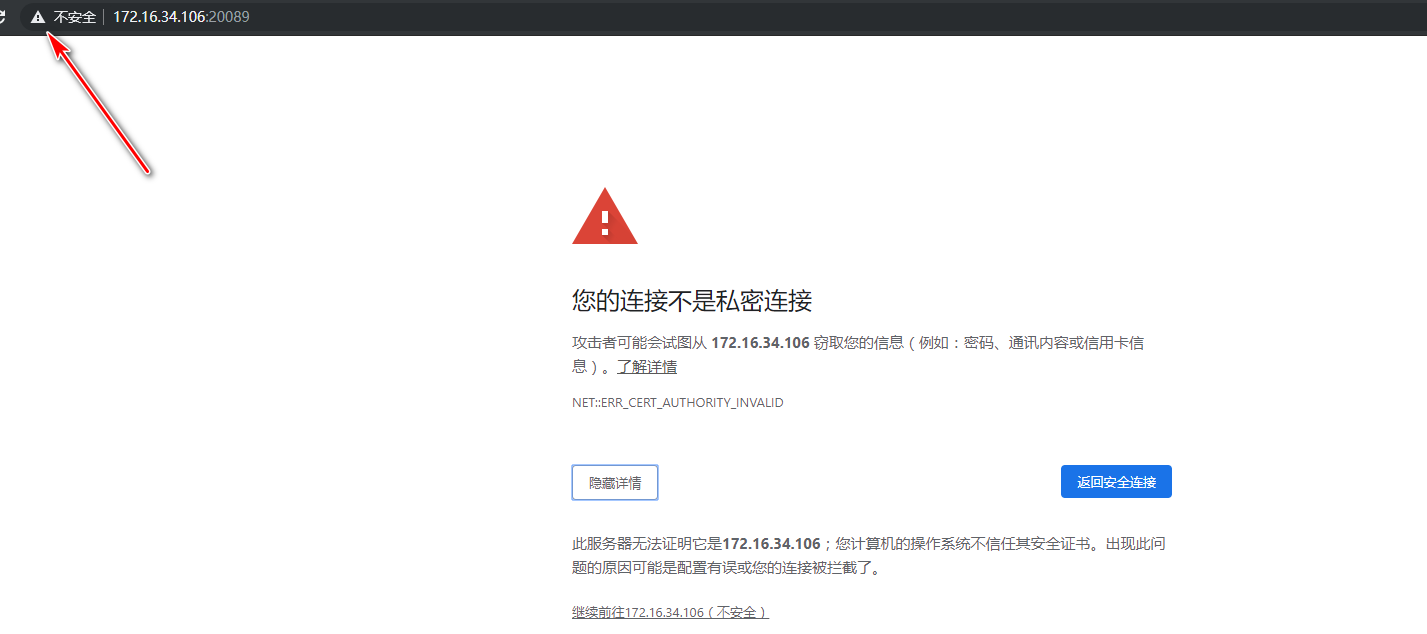 不安全 172.16.34.106:20089
您的连接不是私密连接
攻击者可能会试图从 172.16.34.106 窃取您的信息（例如：密码、通讯内容或信用卡信
息）。了解详情
NET::ERR_CERT_AUTHORITY_INVALID
隐藏详情
返回安全连接
此服务器无法证明它是172.16.34.106；您计算机的操作系统不信任其安全证书。出现此问
题的原因可能是配置有误或您的连接被拦截了。
继续前往172.16.34.106（不安全）